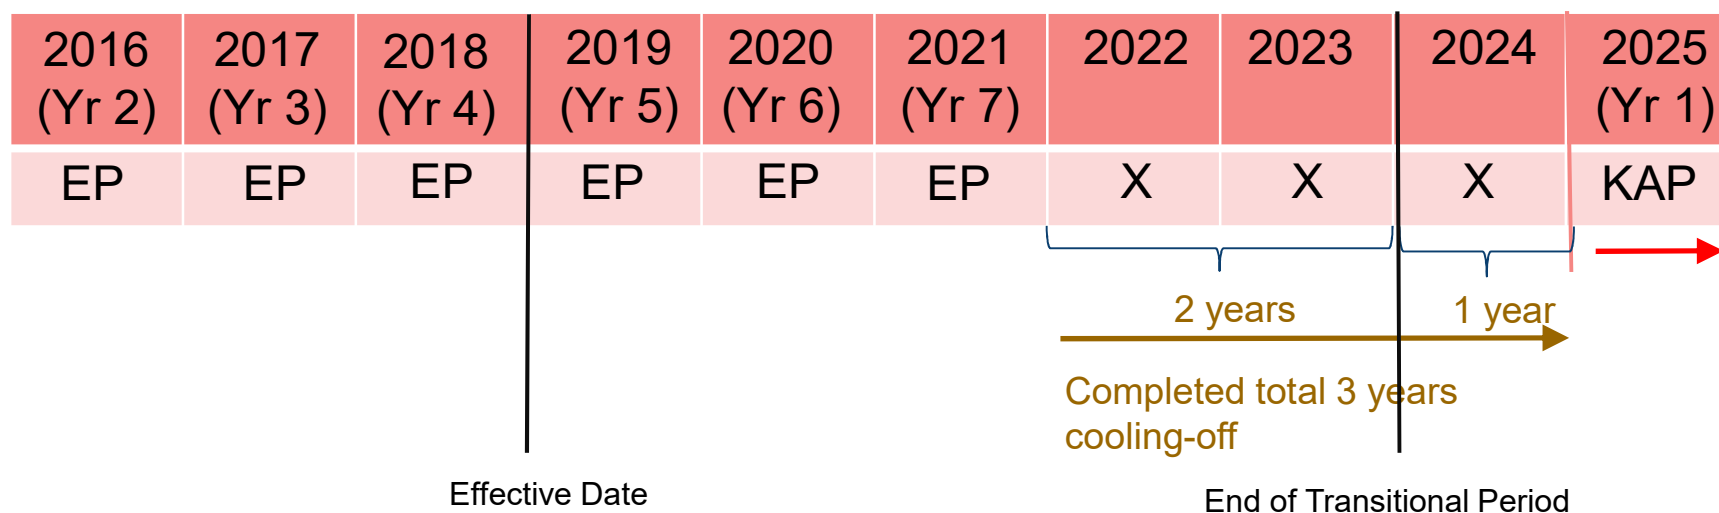 2016 2017 2018 2019 2020 2021 2022 2023 2024 2025
(Yr 2) (Yr 3) (Yr 4) (Yr 5) (Yr 6) (Yr 7) (Yr 1)
EP EP EP EP EP EP X X X KAP
2 years 1 year
Completed total 3 years
cooling-off
Effective Date End of Transitional Period